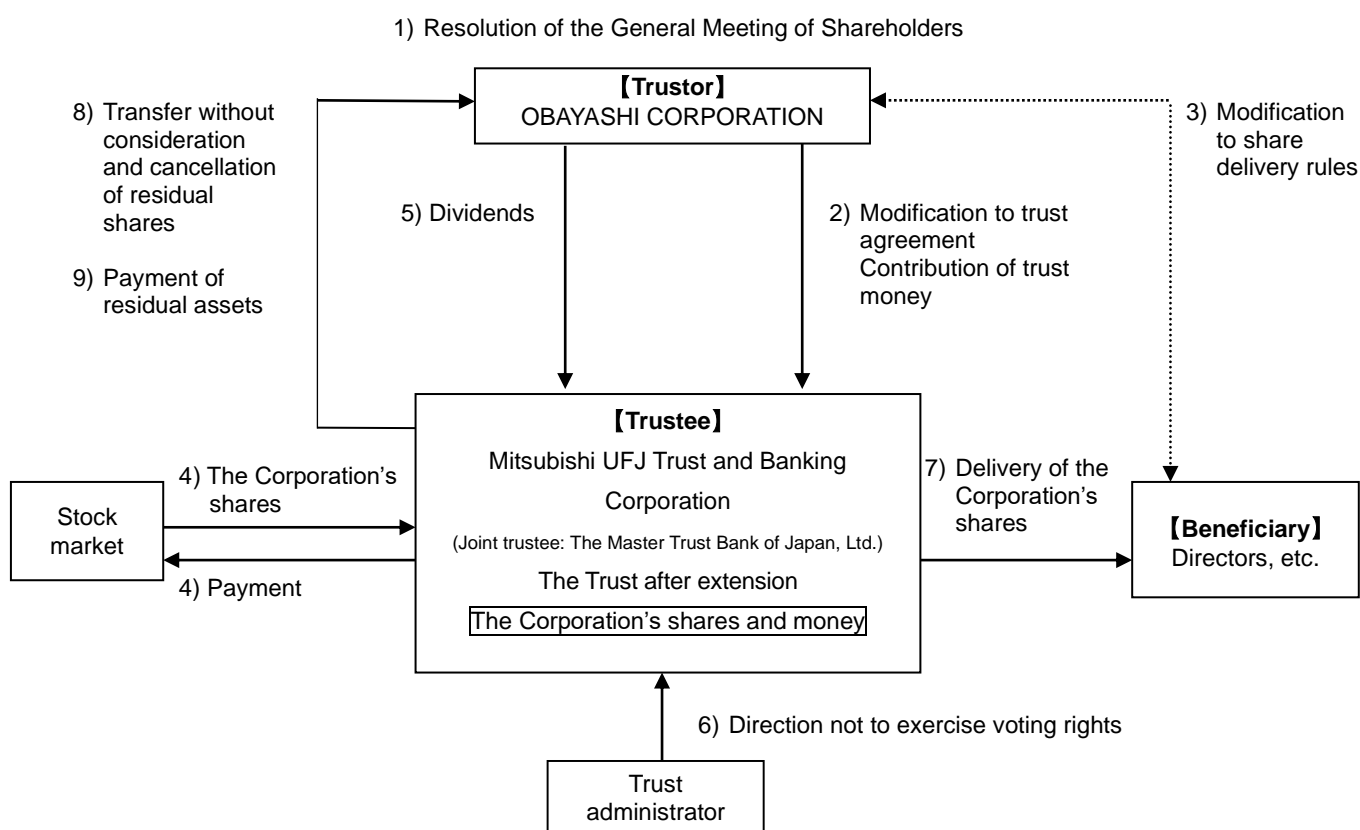 1) Resolution of the General Meeting of Shareholders
【Trustor】
OBAYASHI CORPORATION
8) Transfer without
consideration
and cancellation
of residual
shares
9) Payment of
residual assets
5) Dividends
2) Modification to trust
agreement
Contribution of trust
money
3) Modification
to share
delivery rules
【Trustee】
Mitsubishi UFJ Trust and Banking
Corporation
(Joint trustee: The Master Trust Bank of Japan, Ltd.)
The Trust after extension
The Corporation’s shares and money
4) The Corporation’s
shares
Stock
market
4) Payment
7) Delivery of the
Corporation’s
shares
【Beneficiary】
Directors, etc.
6) Direction not to exercise voting rights
Trust
administrator